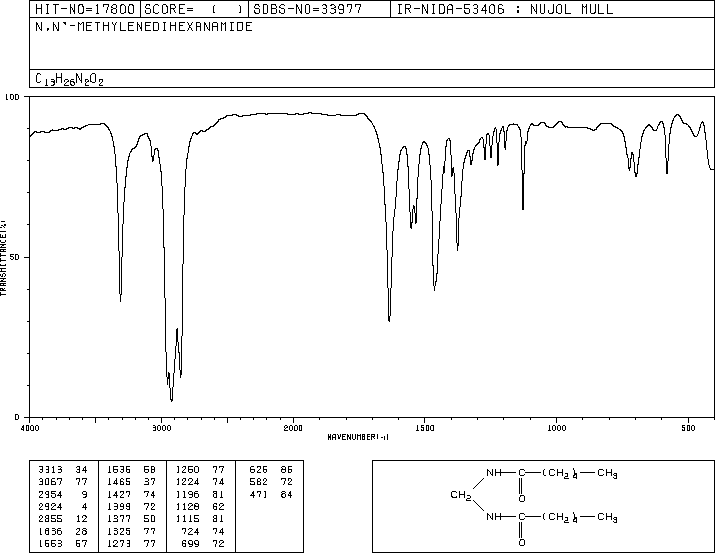 HIT-NO=17800 SCORE= ( ) SDBS-NO=33977 IR-NIDA-53406 : NUJOL MULL
N,N'-METHYLENEDIHEXANAMIDE
C13H26N2O2
100
50
0
TRANSMITTANCE(%)
4000 3000 2000 1500 1000 500
WAVENUMBER(-1)
3313 34 1536 58 1250 77 626 86
3067 77 1465 37 1224 74 582 72
2954 9 1427 74 1196 81 471 84
2924 4 1399 72 1128 62
2855 12 1377 50 1115 81
1636 28 1325 77 724 74
1553 57 1273 77 699 72
NH C (CH2)4 CH3
O
CH2
NH C (CH2)4 CH3
O